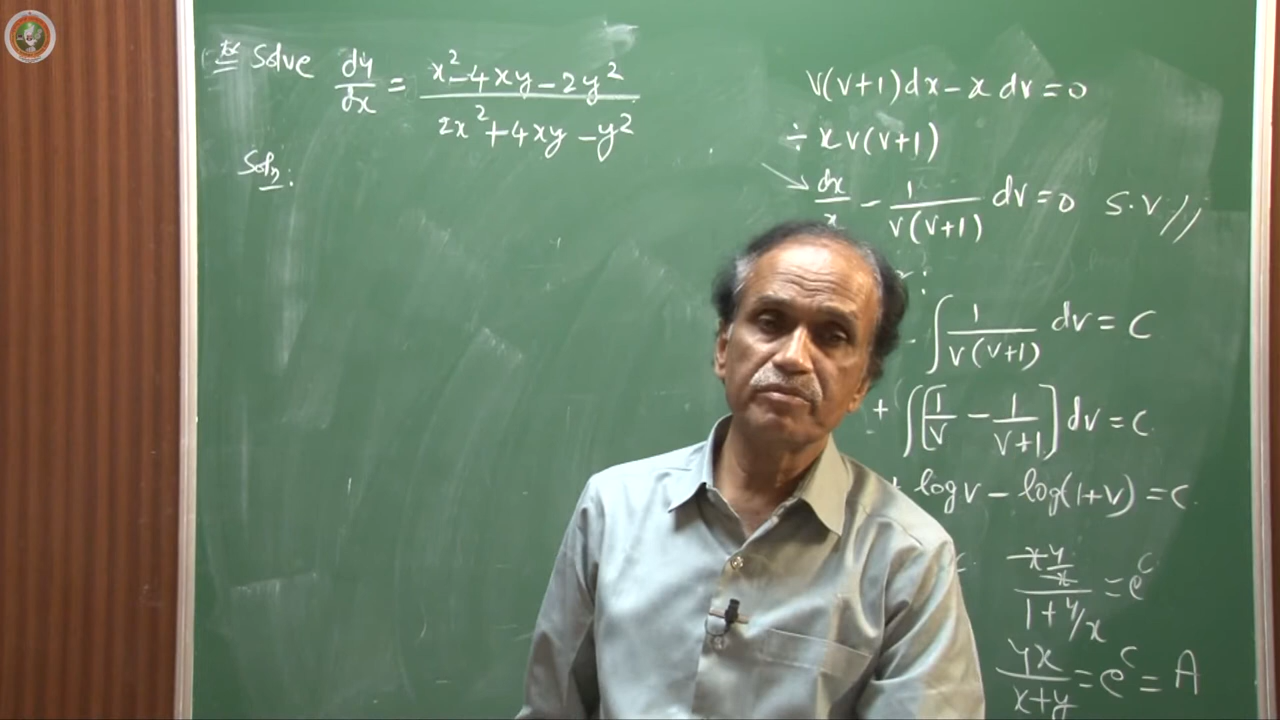 Ex Solve dy/dx = (x² - 4xy - 2y²)/(2x² + 4xy - y²)
Soln:
v(v+1)dx - x dv = 0
÷ x v(v+1)
dx/x - 1/(v(v+1)) dv = 0 S.V//
- ∫ 1/(v(v+1)) dv = C
+ ∫[1/v - 1/(v+1)] dv = C
+ log v - log(1+v) = C
(x y/x)/(1+y/x) = e^C
yx/(x+y) = e^C = A